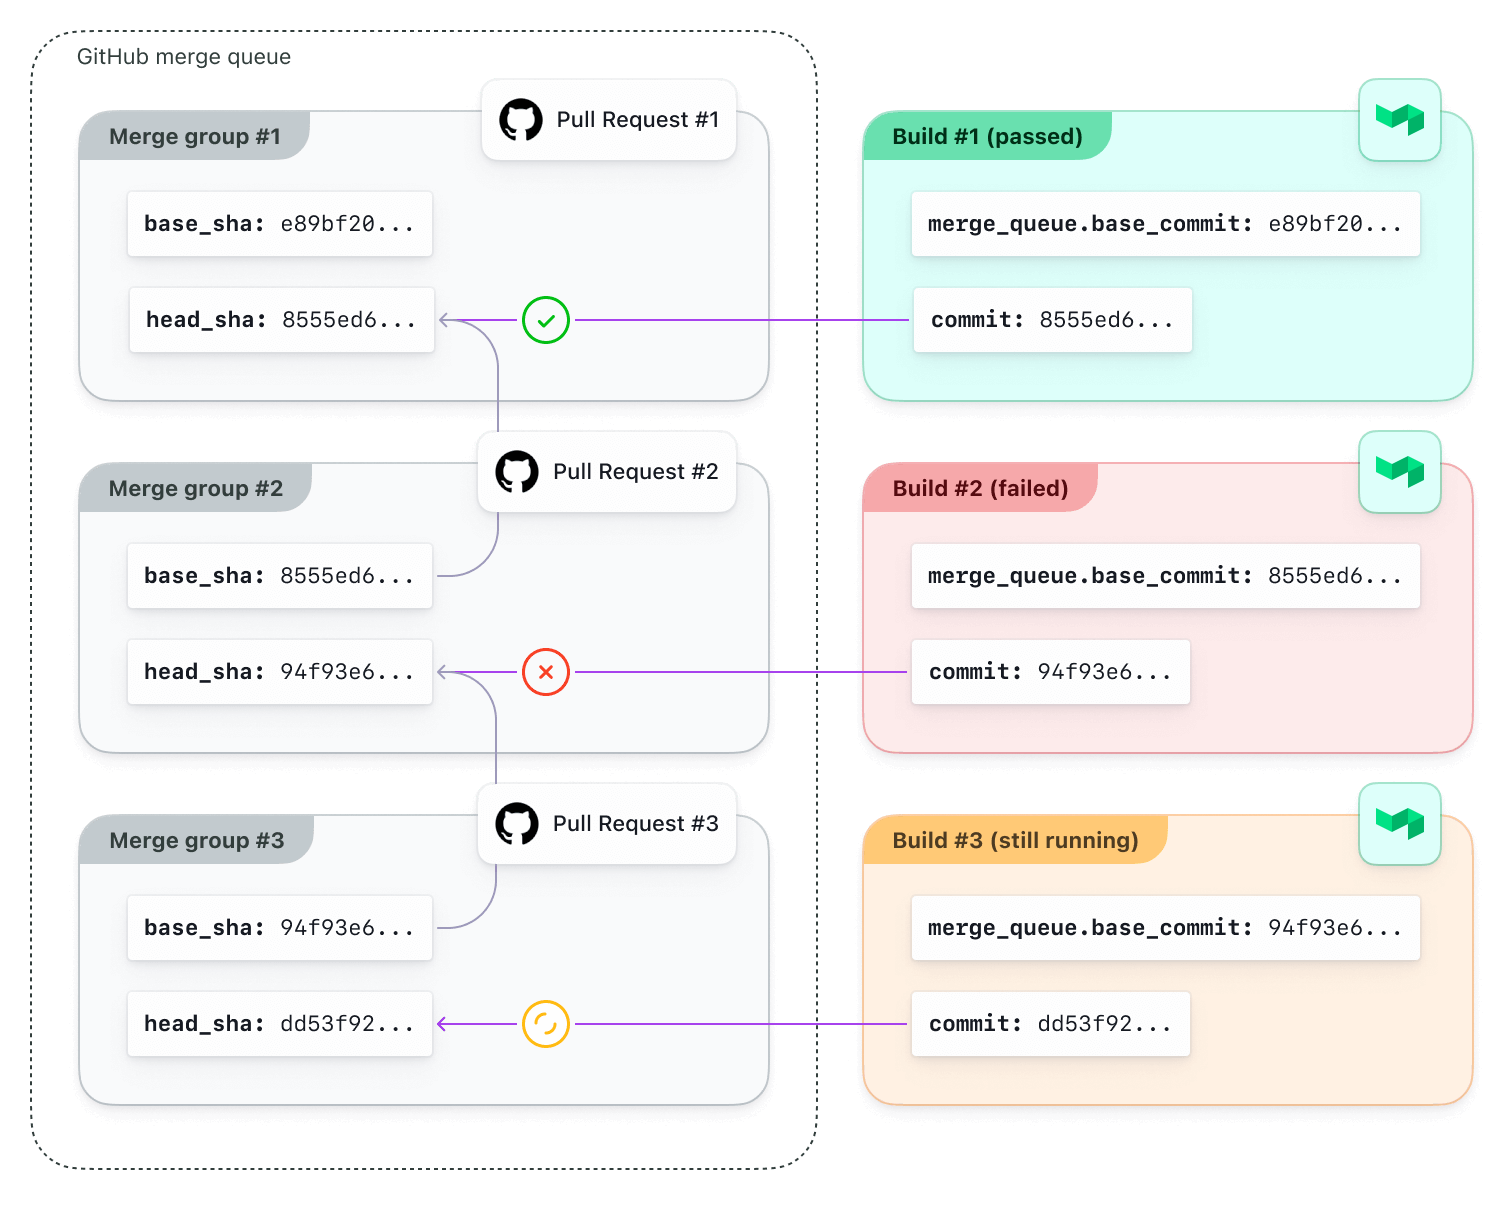 GitHub merge queue
Merge group #1
Pull Request #1
base_sha: e89bf20...
head_sha: 8555ed6...
Build #1 (passed)
merge_queue.base_commit: e89bf20...
commit: 8555ed6...
Merge group #2
Pull Request #2
base_sha: 8555ed6...
head_sha: 94f93e6...
Build #2 (failed)
merge_queue.base_commit: 8555ed6...
commit: 94f93e6...
Merge group #3
Pull Request #3
base_sha: 94f93e6...
head_sha: dd53f92...
Build #3 (still running)
merge_queue.base_commit: 94f93e6...
commit: dd53f92...